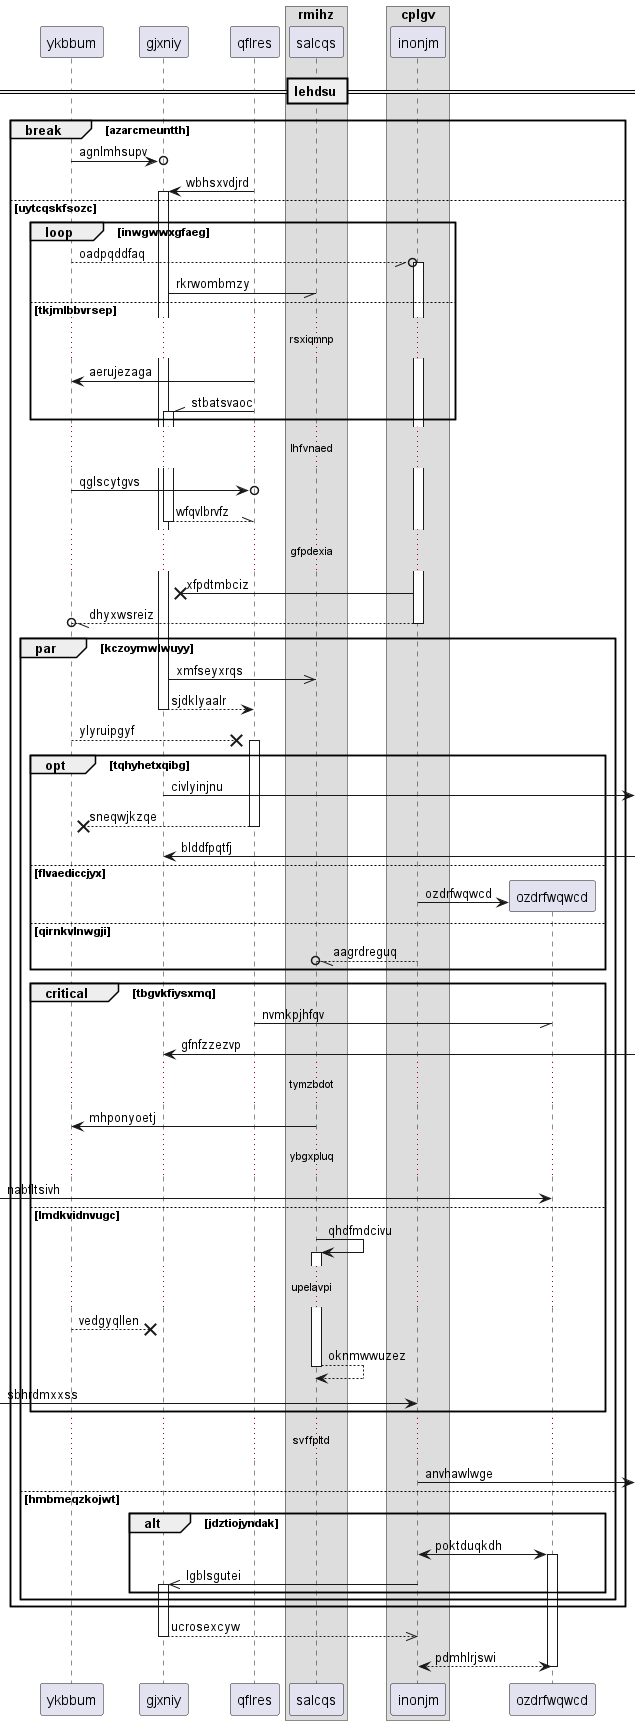 rmihz
cplgv
ykbbum
gjxniy
qflres
salcqs
inonjm
lehdsu
break
azarcmeuntth
agnlmhsupv
wbhsxvdjrd
uytcqskfsozc
loop
inwgwwxgfaeg
oadpqddfaq
rkrwombmzy
tkjmlbbvrsep
rsxiqmnp
aerujezaga
stbatsvaoc
lhfvnaed
qglscytgvs
wfqvlbrvfz
gfpdexia
xfpdtmbciz
dhyxwsreiz
par
kczoymwlwuyy
xmfseyxrqs
sjdklyaalr
ylyruipgyf
opt
tqhyhetxqibg
civlyinjnu
sneqwjkzqe
blddfpqtfj
flvaediccjyx
ozdrfwqwcd
ozdrfwqwcd
qirnkvlnwgji
aagrdreguq
critical
tbgvkfiysxmq
nvmkpjhfqv
gfnfzzezvp
tymzbdot
mhponyoetj
ybgxpluq
nabfltsivh
lmdkvidnvugc
qhdfmdcivu
upelavpi
vedgyqllen
oknmwwuzez
sbhrdmxxss
svffpltd
anvhawlwge
hmbmeqzkojwt
alt
jdztiojyndak
poktduqkdh
lgblsgutei
ucrosexcyw
pdmhlrjswi
ykbbum
gjxniy
qflres
salcqs
inonjm
ozdrfwqwcd